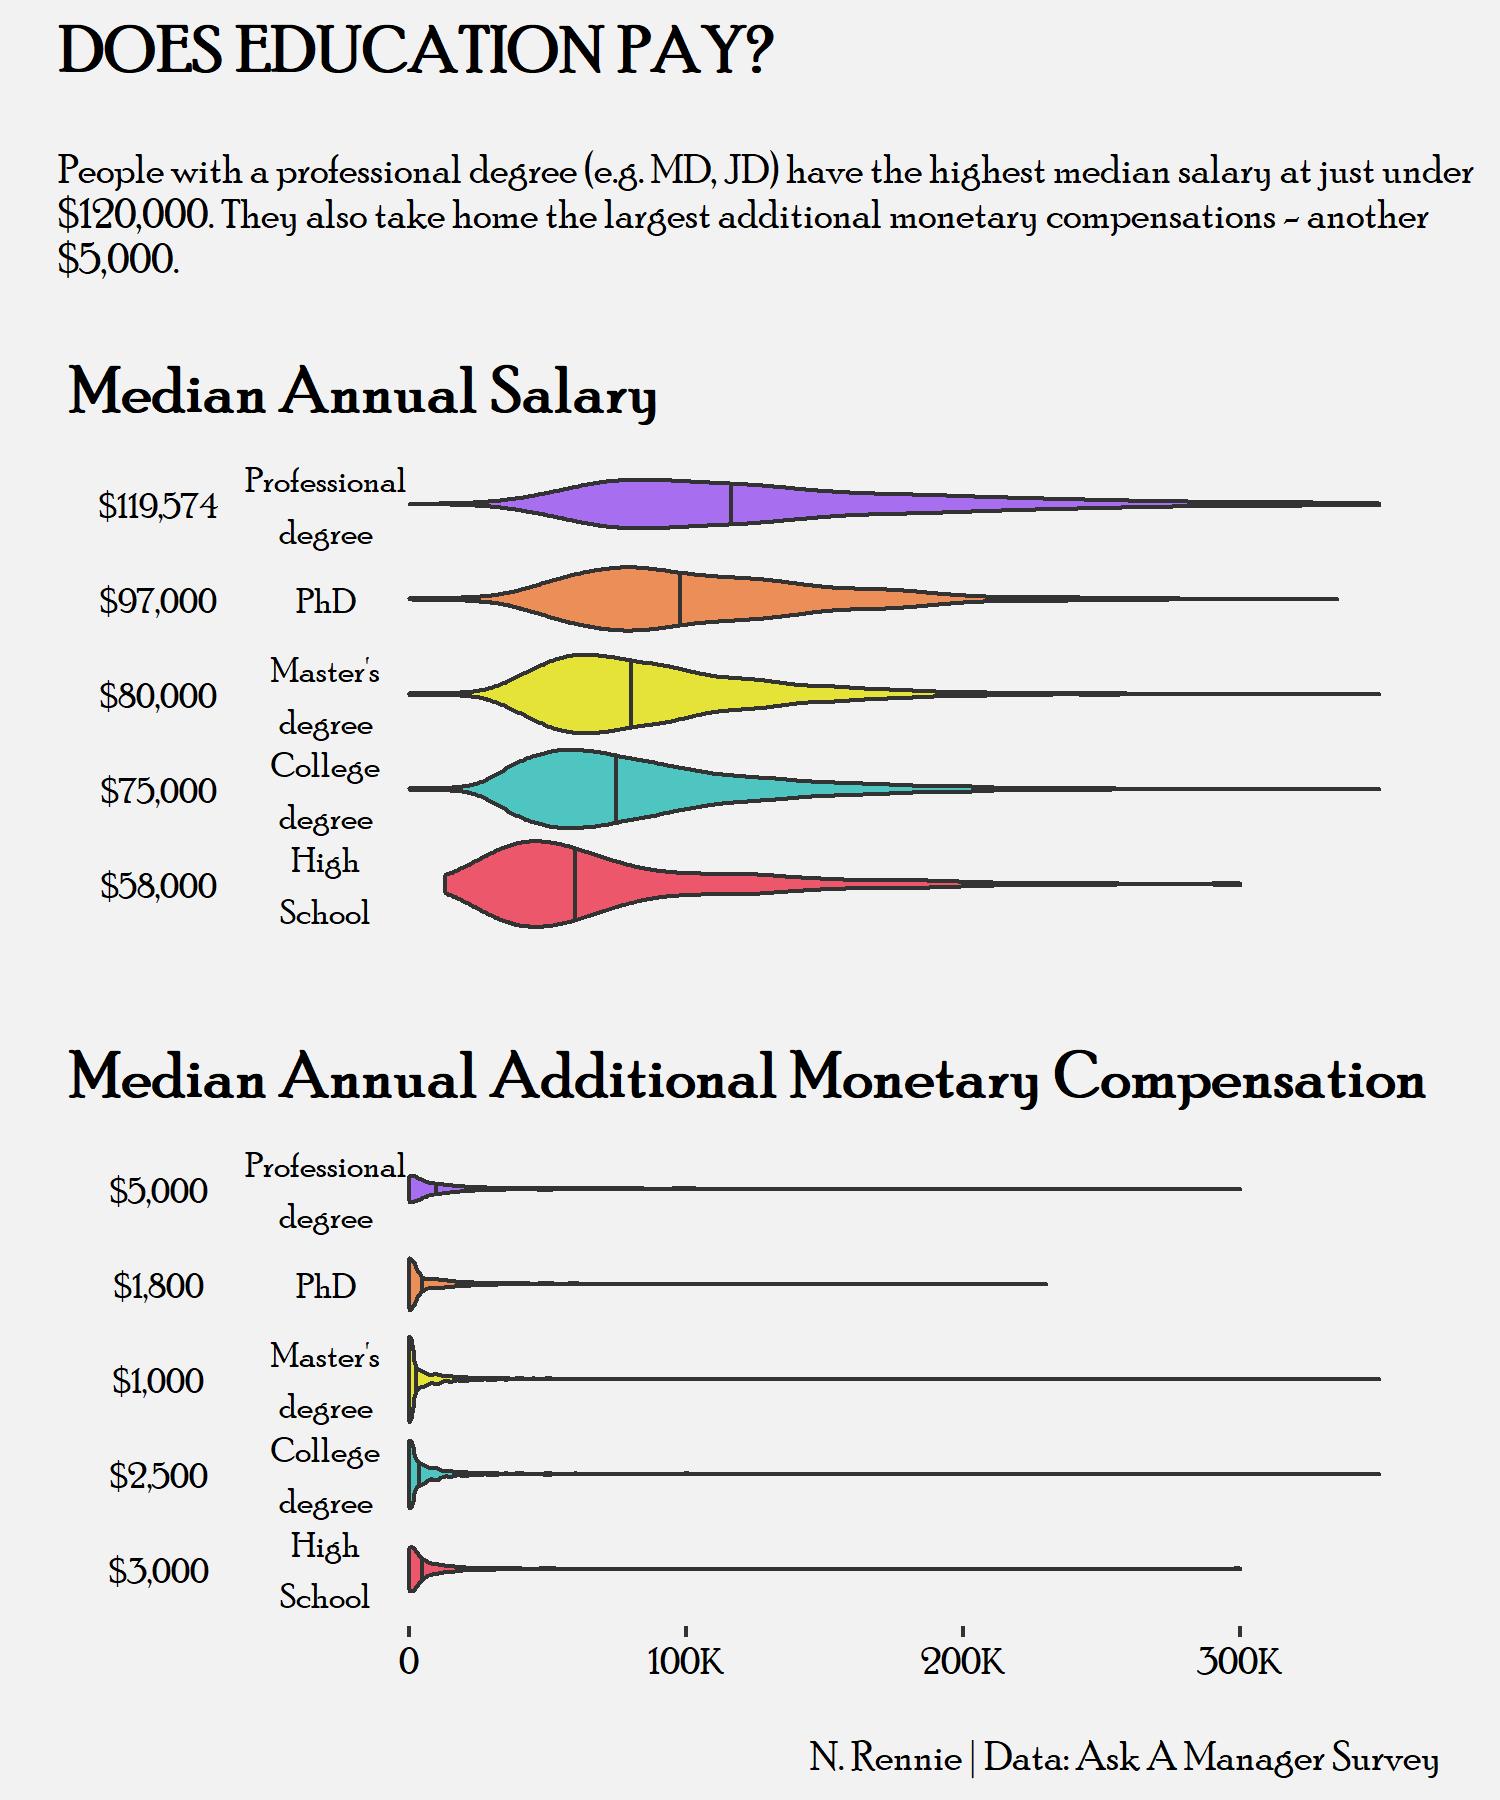 DOES EDUCATION PAY?
People with a professional degree (e.g. MD, JD) have the highest median salary at just under
$120,000. They also take home the largest additional monetary compensations - another
$5,000.
Median Annual Salary
$119,574 Professional
degree
$97,000 PhD
$80,000 Master's
degree
$75,000 College
degree
$58,000 High
School
Median Annual Additional Monetary Compensation
$5,000 Professional
degree
$1,800 PhD
$1,000 Master's
degree
$2,500 College
degree
$3,000 High
School
0 100K 200K 300K
N. Rennie | Data: Ask A Manager Survey